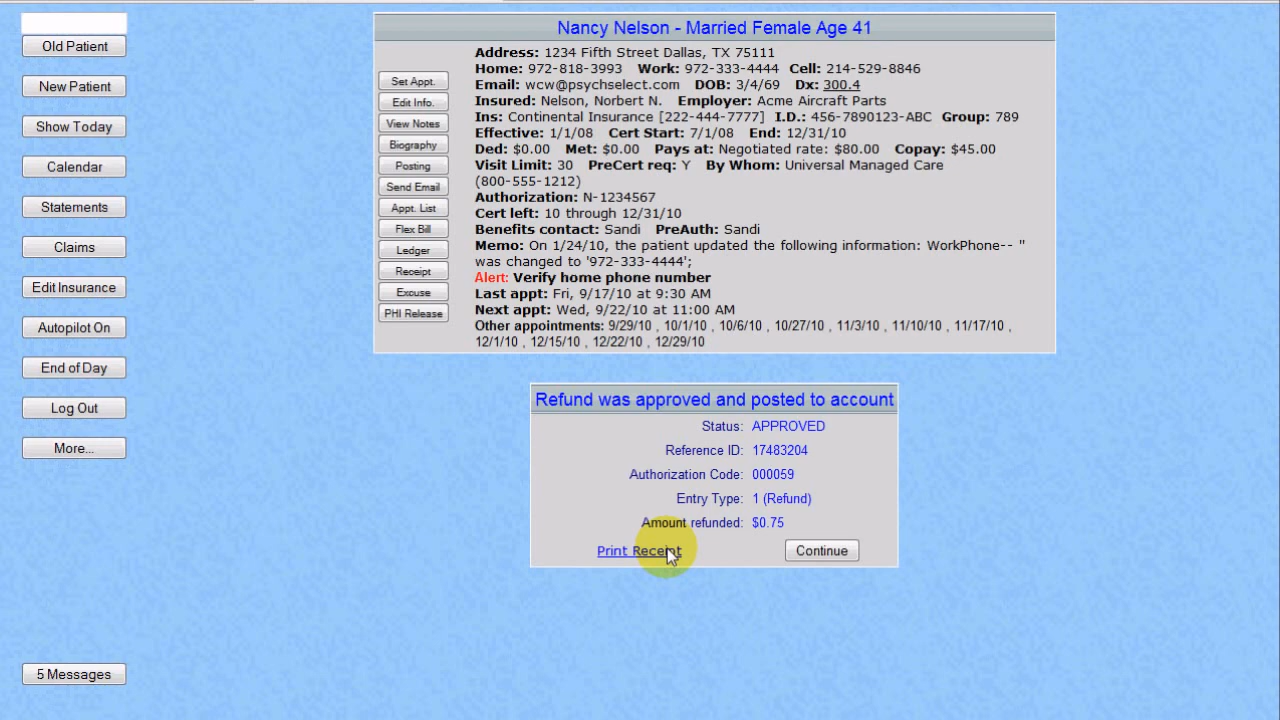 Old Patient
New Patient
Show Today
Calendar
Statements
Claims
Edit Insurance
Autopilot On
End of Day
Log Out
More...
5 Messages
Nancy Nelson - Married Female Age 41
Set Appt.
Edit Info.
View Notes
Biography
Posting
Send Email
Appt. List
Flex Bill
Ledger
Receipt
Excuse
PHI Release
Address: 1234 Fifth Street Dallas, TX 75111
Home: 972-818-3993 Work: 972-333-4444 Cell: 214-529-8846
Email: wcw@psychselect.com DOB: 3/4/69 Dx: 300.4
Insured: Nelson, Norbert N. Employer: Acme Aircraft Parts
Ins: Continental Insurance [222-444-7777] I.D.: 456-7890123-ABC Group: 789
Effective: 1/1/08 Cert Start: 7/1/08 End: 12/31/10
Ded: $0.00 Met: $0.00 Pays at: Negotiated rate: $80.00 Copay: $45.00
Visit Limit: 30 PreCert req: Y By Whom: Universal Managed Care
(800-555-1212)
Authorization: N-1234567
Cert left: 10 through 12/31/10
Benefits contact: Sandi PreAuth: Sandi
Memo: On 1/24/10, the patient updated the following information: WorkPhone-- "
was changed to '972-333-4444';
Alert: Verify home phone number
Last appt: Fri, 9/17/10 at 9:30 AM
Next appt: Wed, 9/22/10 at 11:00 AM
Other appointments: 9/29/10 , 10/1/10 , 10/6/10 , 10/27/10 , 11/3/10 , 11/10/10 , 11/17/10 ,
12/1/10 , 12/15/10 , 12/22/10 , 12/29/10
Refund was approved and posted to account
Status: APPROVED
Reference ID: 17483204
Authorization Code: 000059
Entry Type: 1 (Refund)
Amount refunded: $0.75
Print Receipt Continue